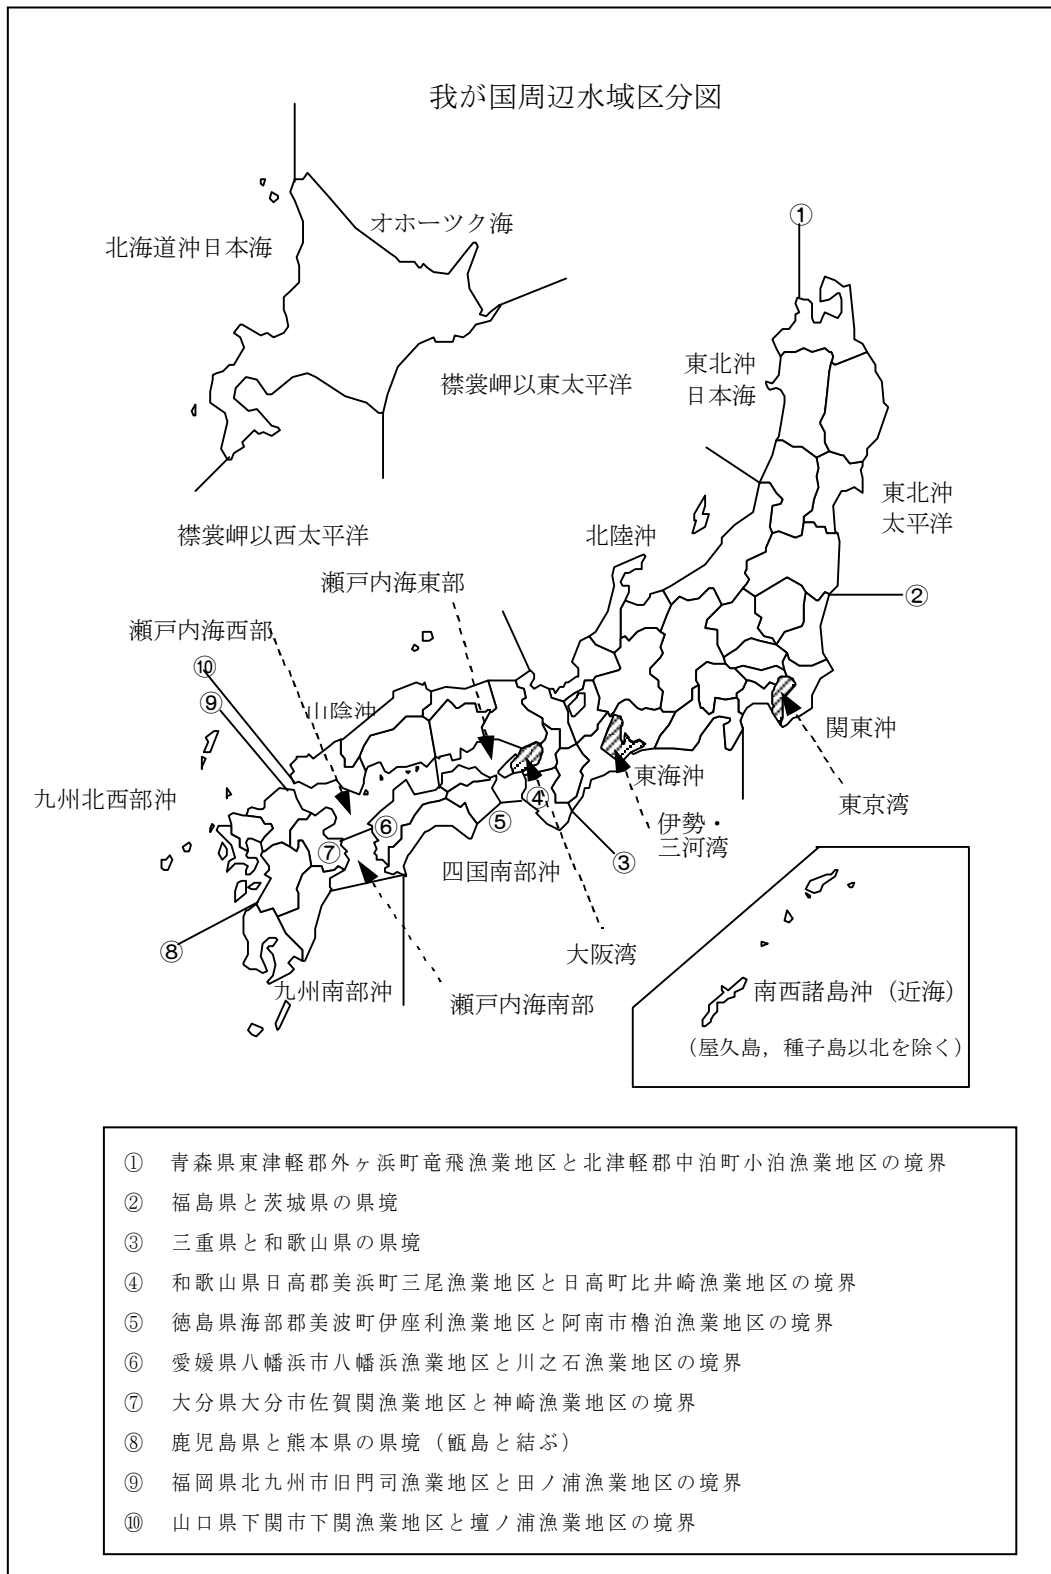 我が国周辺水域区分図
オホーツク海
北海道沖日本海
①
東北沖
日本海
襟裳岬以東太平洋
東北沖
太平洋
襟裳岬以西太平洋
北陸沖
瀬戸内海東部
②
瀬戸内海西部
⑩
⑨
山陰沖
関東沖
東海沖
九州北西部沖
④
東京湾
⑤
⑥
伊勢・
三河湾
⑦
③
四国南部沖
⑧
大阪湾
九州南部沖
瀬戸内海南部
南西諸島沖（近海）
（屋久島，種子島以北を除く）
① 青森県東津軽郡外ヶ浜町竜飛漁業地区と北津軽郡中泊町小泊漁業地区の境界
② 福島県と茨城県の県境
③ 三重県と和歌山県の県境
④ 和歌山県日高郡美浜町三尾漁業地区と日高町比井崎漁業地区の境界
⑤ 徳島県海部郡美波町伊座利漁業地区と阿南市櫓泊漁業地区の境界
⑥ 愛媛県八幡浜市八幡浜漁業地区と川之石漁業地区の境界
⑦ 大分県大分市佐賀関漁業地区と神崎漁業地区の境界
⑧ 鹿児島県と熊本県の県境（甑島と結ぶ）
⑨ 福岡県北九州市旧門司漁業地区と田ノ浦漁業地区の境界
⑩ 山口県下関市下関漁業地区と壇ノ浦漁業地区の境界